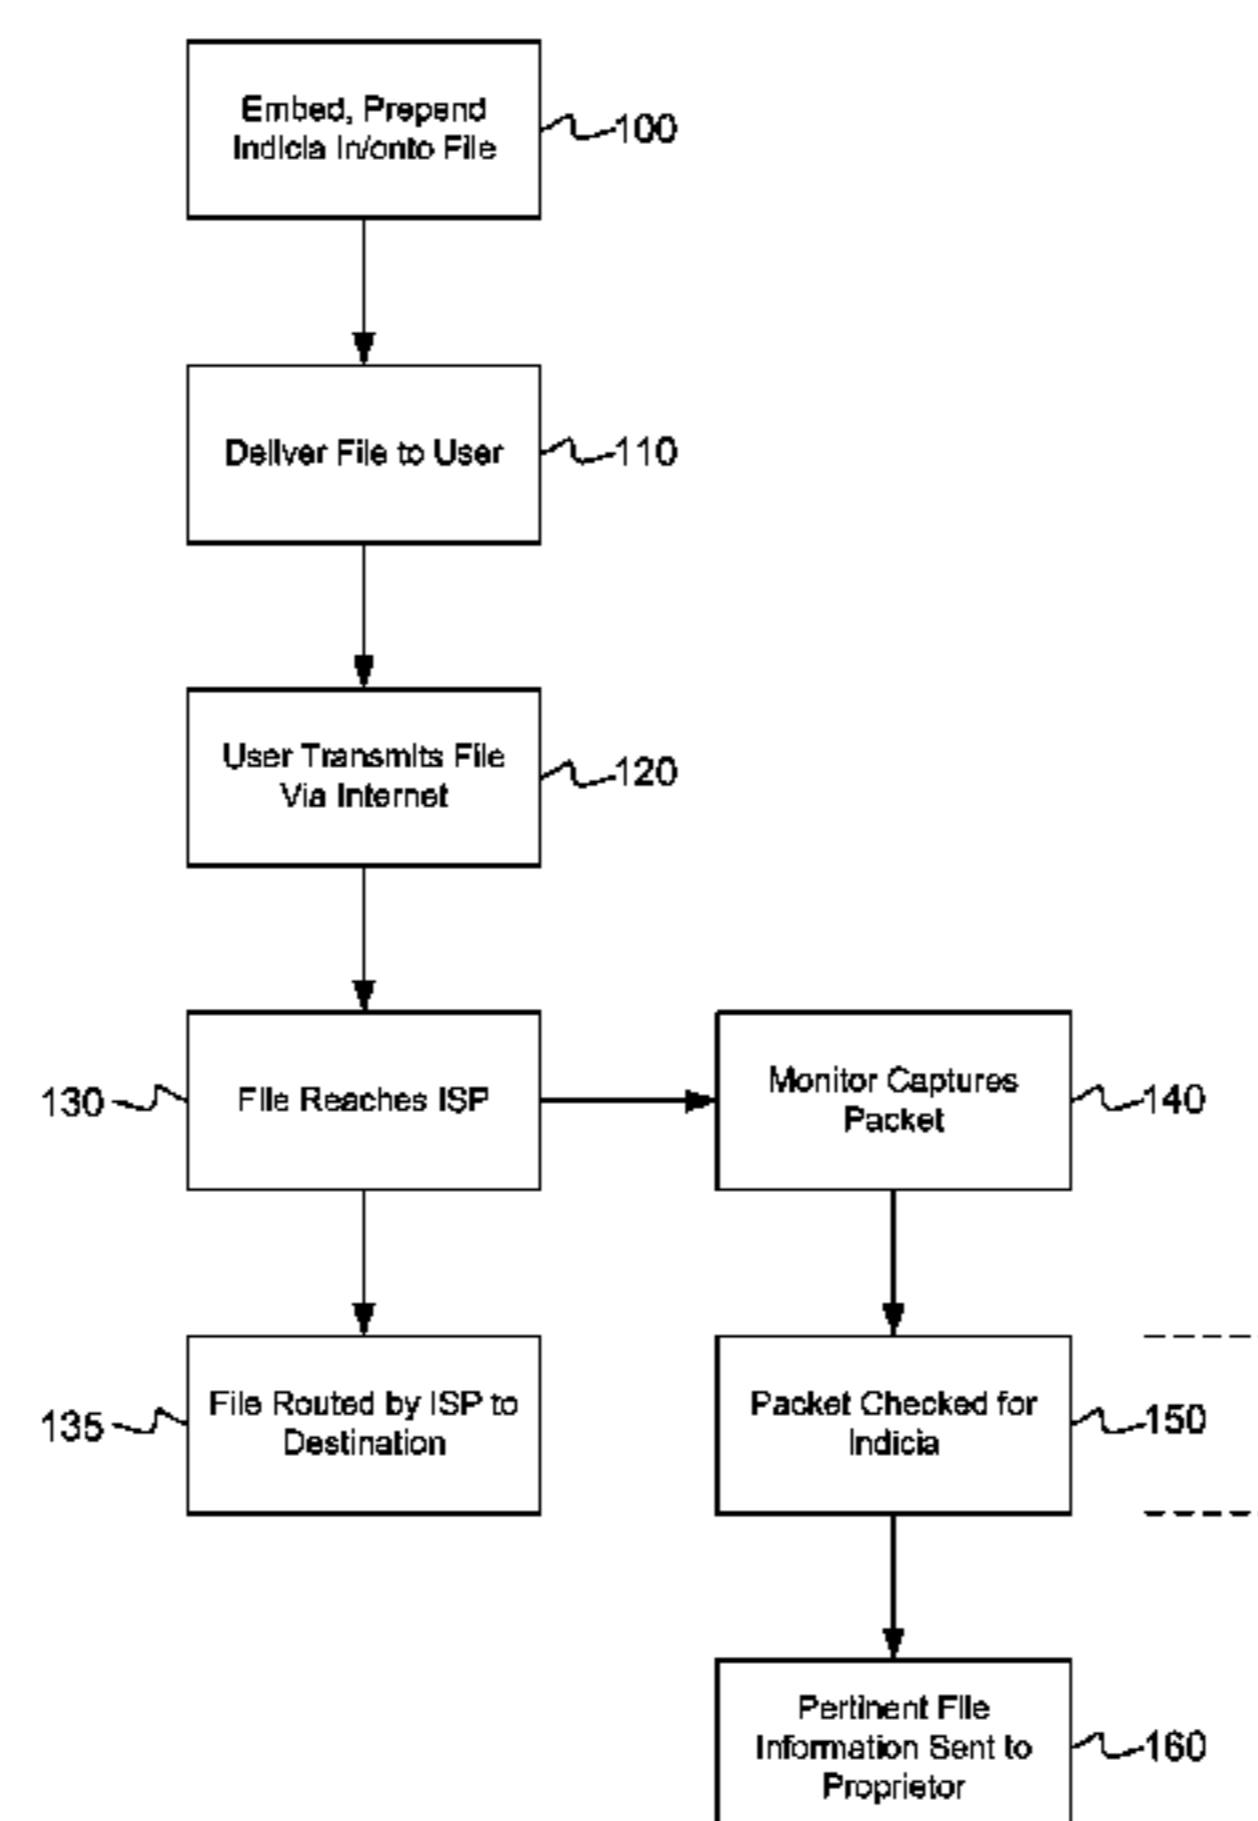 Embed, Prepend
Indicia In/onto File
100
Deliver File to User
110
User Transmits File
Via Internet
120
130
File Reaches ISP
Monitor Captures
Packet
140
135
File Routed by ISP to
Destination
Packet Checked for
Indicia
150
Pertinent File
Information Sent to
Proprietor
160